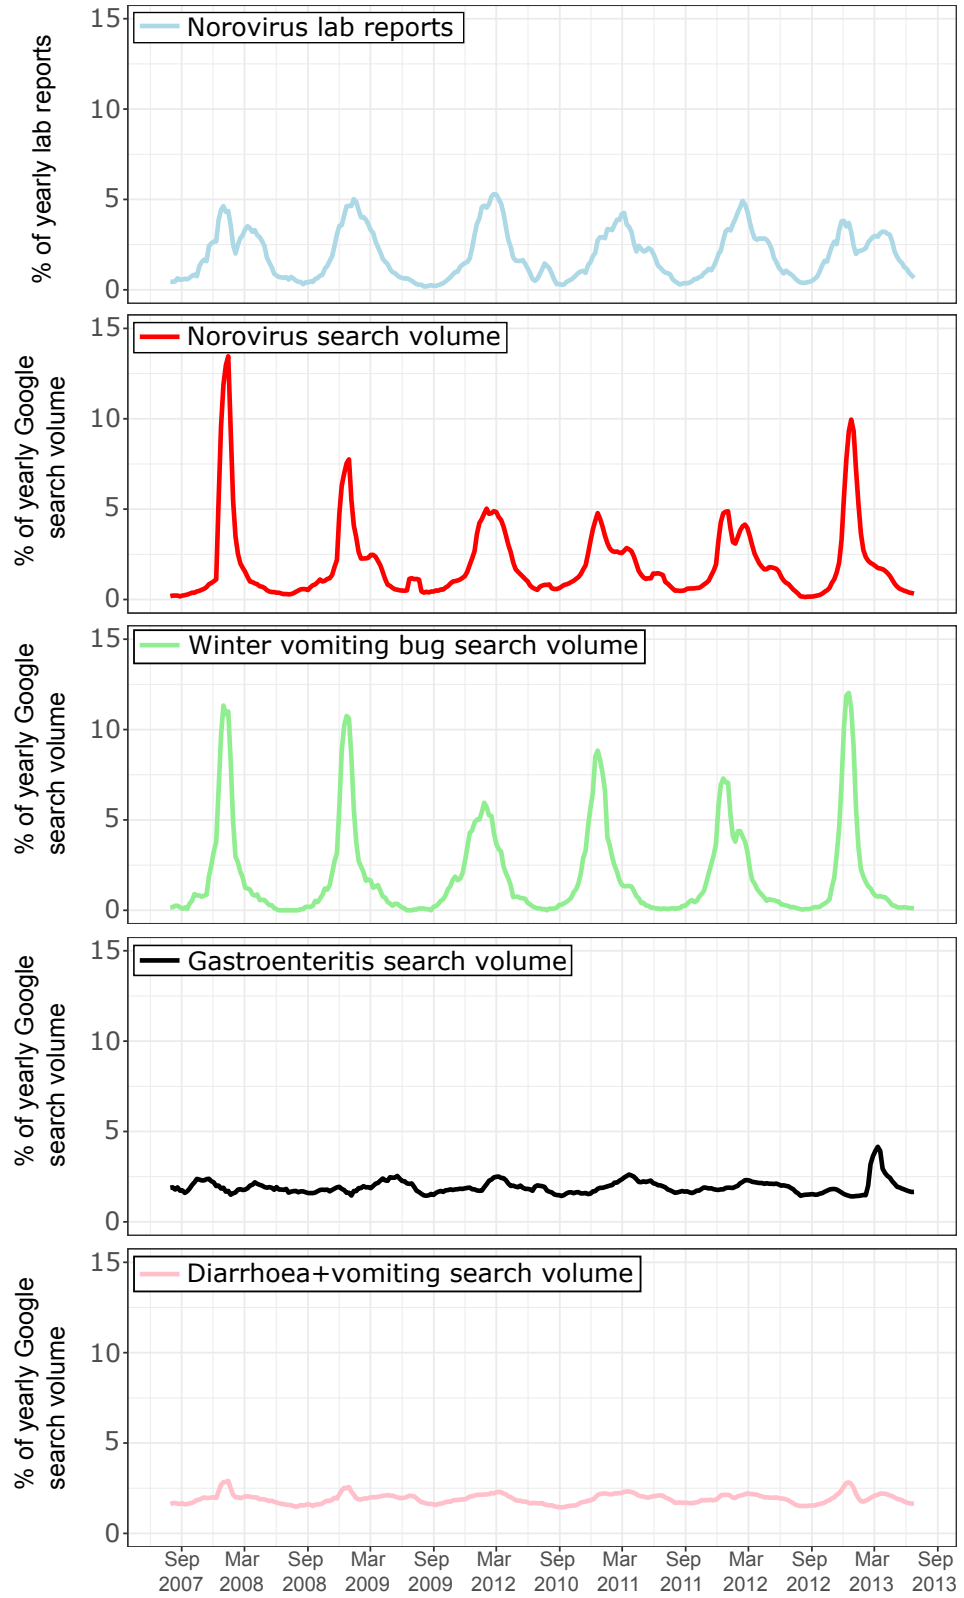 Norovirus lab reports
% of yearly lab reports
15
10
5
0
Norovirus search volume
% of yearly Google
search volume
15
10
5
0
Winter vomiting bug search volume
% of yearly Google
search volume
15
10
5
0
Gastroenteritis search volume
% of yearly Google
search volume
15
10
5
0
Diarrhoea+vomiting search volume
% of yearly Google
search volume
15
10
5
0
Sep Mar Sep Mar Sep Mar Sep Mar Sep Mar Sep Mar Sep
2007 2008 2008 2009 2009 2012 2010 2011 2011 2012 2012 2013 2013